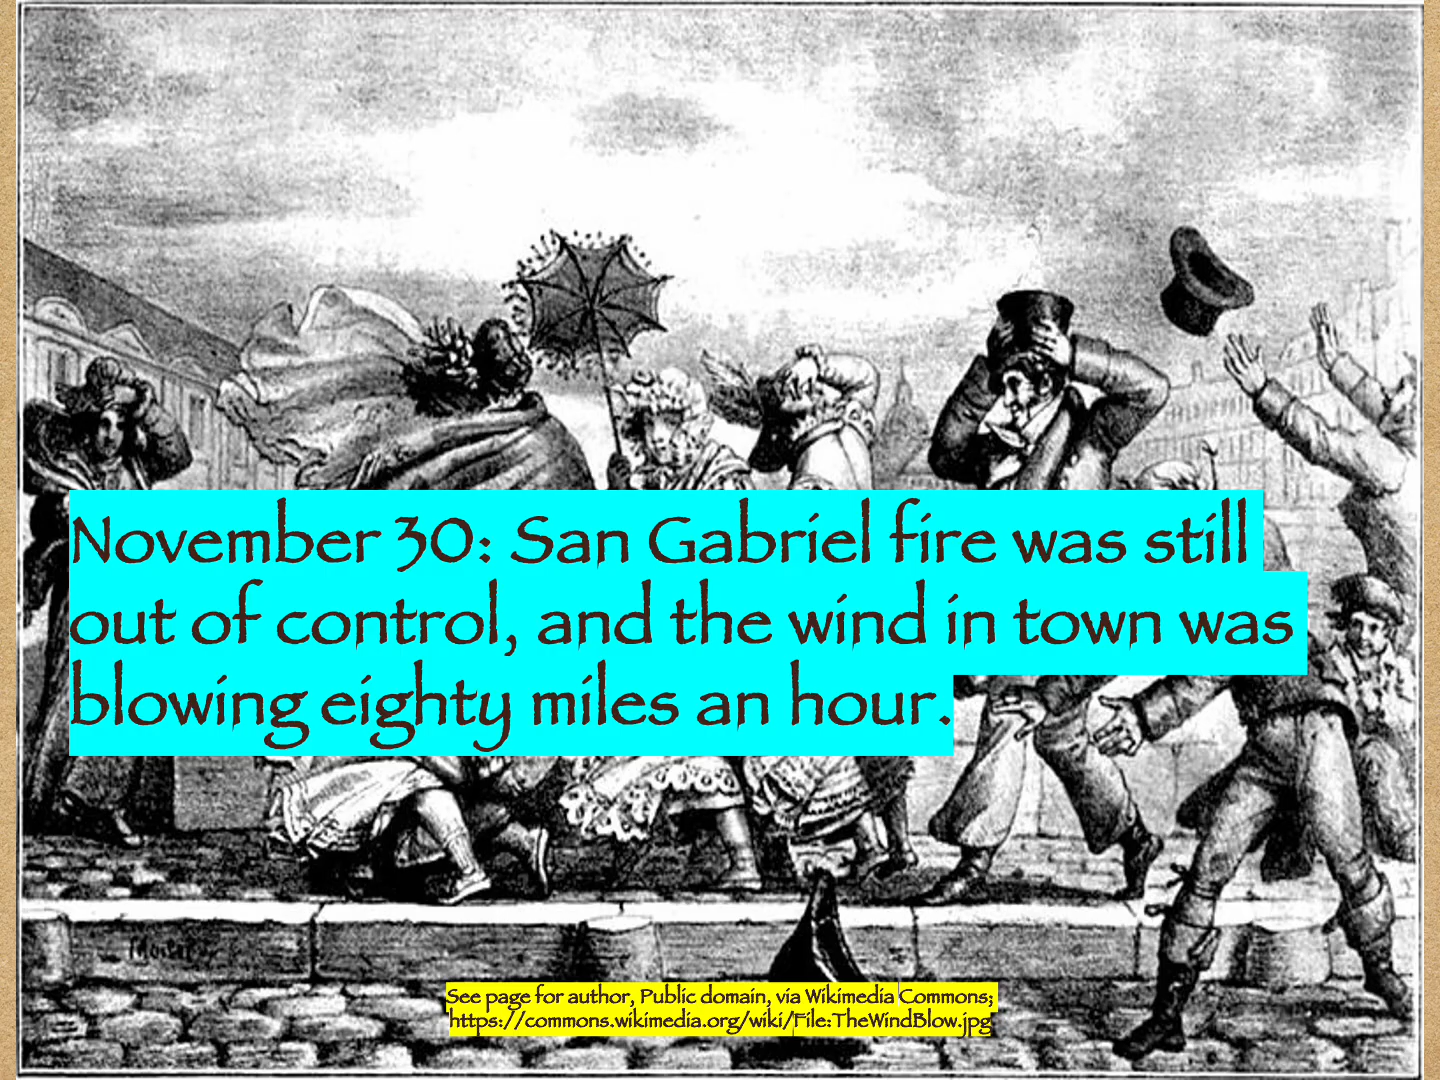 November 30: San Gabriel fire was still
out of control, and the wind in town was
blowing eighty miles an hour.
See page for author, Public domain, via Wikimedia Commons;
https://commons.wikimedia.org/wiki/File:TheWindBlow.jpg